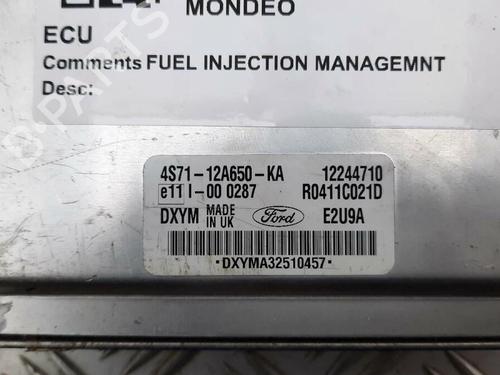 MONDEO
ECU
Comments FUEL INJECTION MANAGEMNT
Desc:
4S71-12A650-KA 12244710
e11 I-00 0287 R0411C021D
DXYM MADE IN UK Ford E2U9A
*DXYMA32510457*
B-PARTS